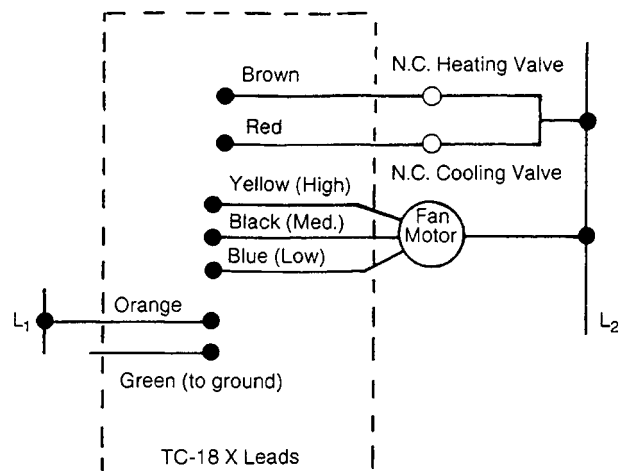 Brown
N.C. Heating Valve
Red
N.C. Cooling Valve
Yellow (High)
Black (Med.)
Blue (Low)
Fan
Motor
Orange
L1
L2
Green (to ground)
TC-18 X Leads